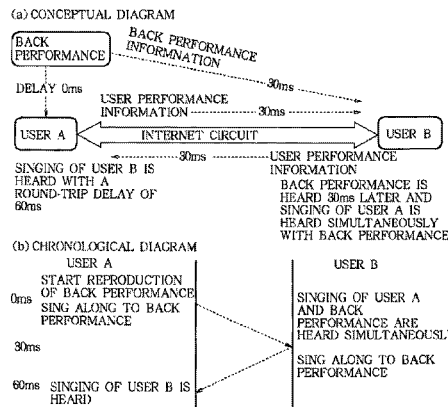 (a) CONCEPTUAL DIAGRAM
BACK
PERFORMANCE
BACK PERFORMANCE
INFORMNATION
30ms
DELAY 0ms
USER PERFORMANCE
INFORMATION
30ms
USER A
INTERNET CIRCUIT
USER B
30ms
SINGING OF USER B IS
HEARD WITH A
ROUND-TRIP DELAY OF
60ms
USER PERFORMANCE
INFORMATION
BACK PERFORMANCE IS
HEARD 30ms LATER AND
SINGING OF USER A IS
HEARD SIMULTANEOUSLY
WITH BACK PERFORMANCE
(b) CHRONOLOGICAL DIAGRAM
USER A
USER B
0ms
START REPRODUCTION
OF BACK PERFORMANCE
SING ALONG TO BACK
PERFORMANCE
SINGING OF USER A
AND BACK
PERFORMANCE ARE
HEARD SIMULTANEOUSLY
30ms
SING ALONG TO BACK
PERFORMANCE
60ms
SINGING OF USER B IS
HEARD